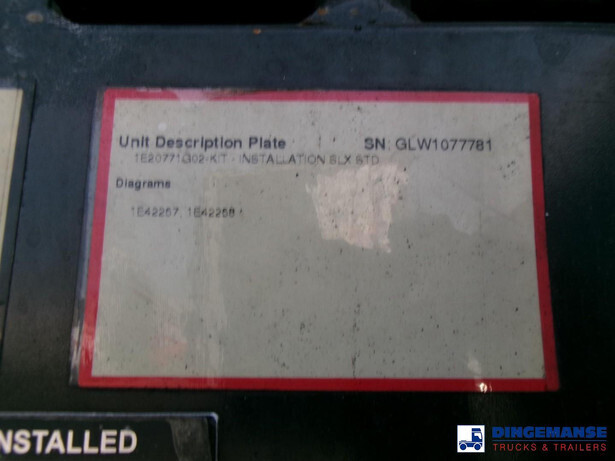 Unit Description Plate SN: GLW1077781
1E20771G02-KIT - INSTALLATION SLX STD
Diagrams
1E42257, 1E42258
NSTALLED
DINGEMANSE
TRUCKS & TRAILERS